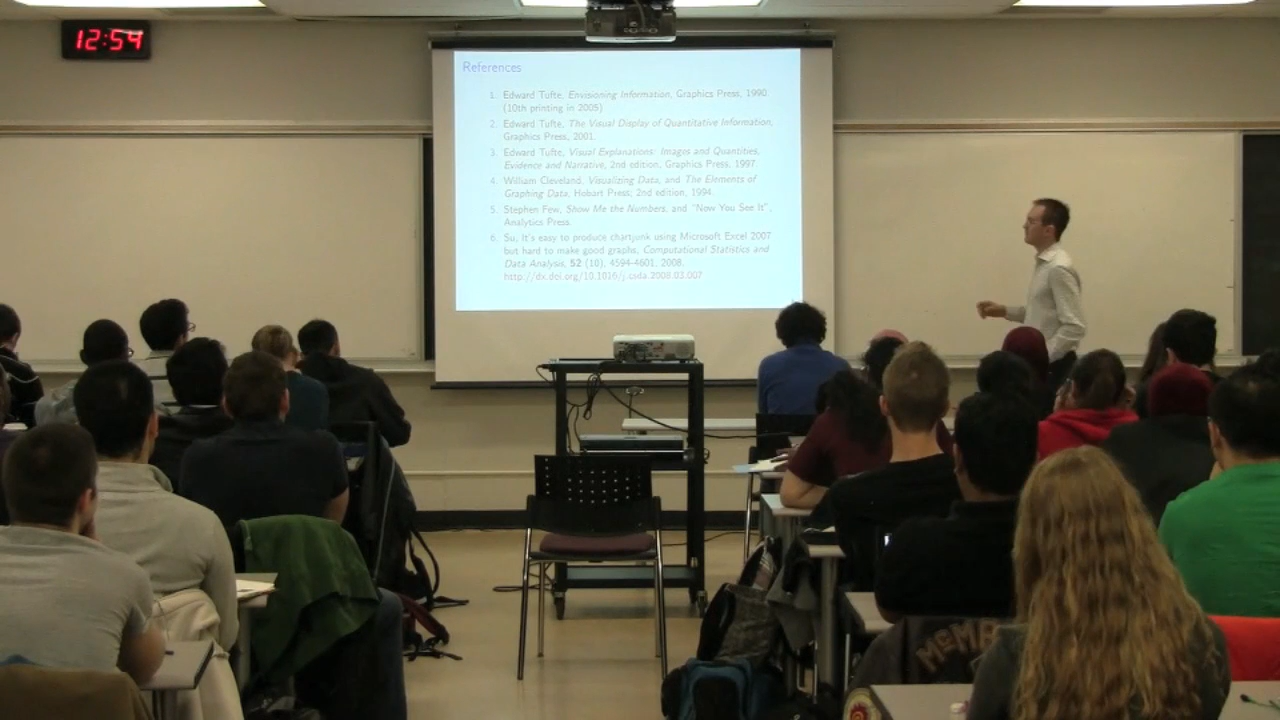 12:54
References
1. Edward Tufte, Envisioning Information, Graphics Press, 1990.
(10th printing in 2005)
2. Edward Tufte, The Visual Display of Quantitative Information,
Graphics Press, 2001.
3. Edward Tufte, Visual Explanations: Images and Quantities,
Evidence and Narrative, 2nd edition, Graphics Press, 1997.
4. William Cleveland, Visualizing Data, and The Elements of
Graphing Data, Hobart Press; 2nd edition, 1994.
5. Stephen Few, Show Me the Numbers, and "Now You See It",
Analytics Press.
6. Su, It's easy to produce chartjunk using Microsoft Excel 2007
but hard to make good graphs, Computational Statistics and
Data Analysis, 52 (10), 4594-4601, 2008.
http://dx.doi.org/10.1016/j.csda.2008.03.007